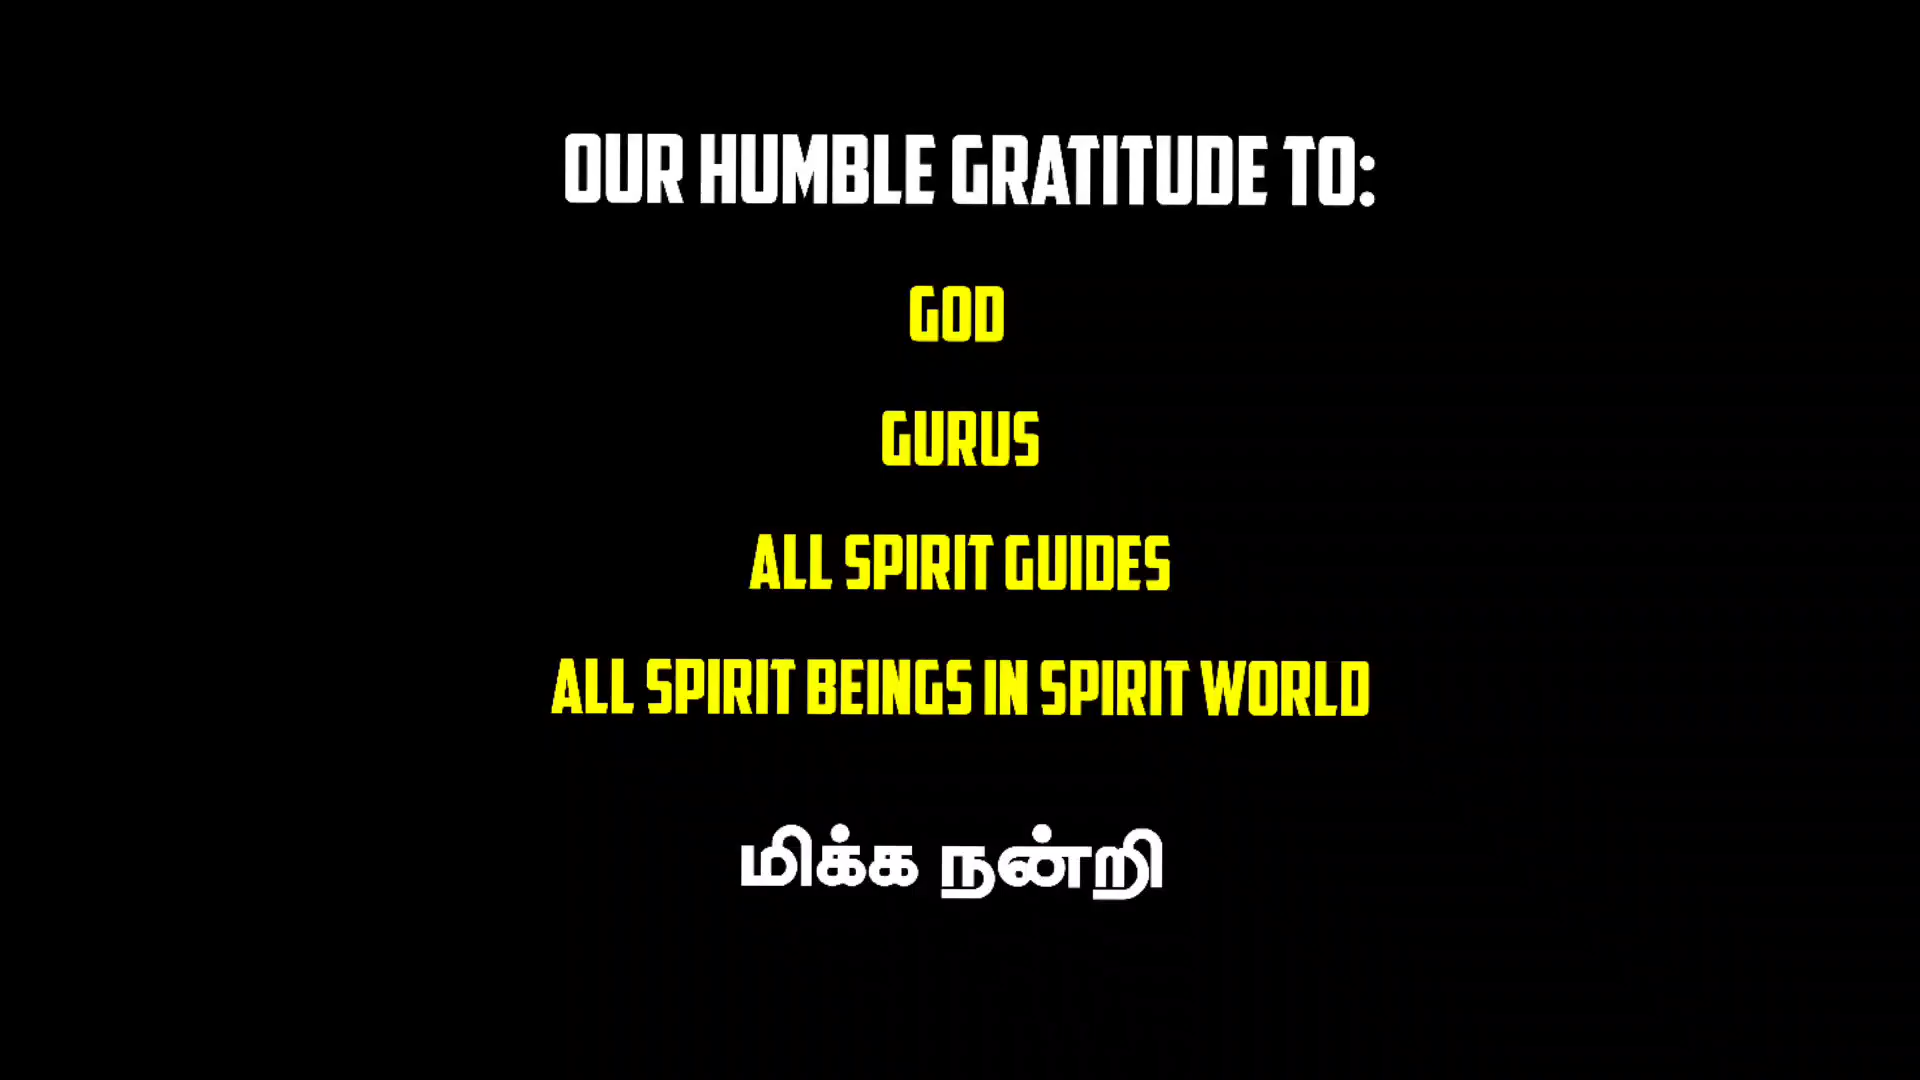 OUR HUMBLE GRATITUDE TO:
GOD
GURUS
ALL SPIRIT GUIDES
ALL SPIRIT BEINGS IN SPIRIT WORLD
மிக்க நன்றி